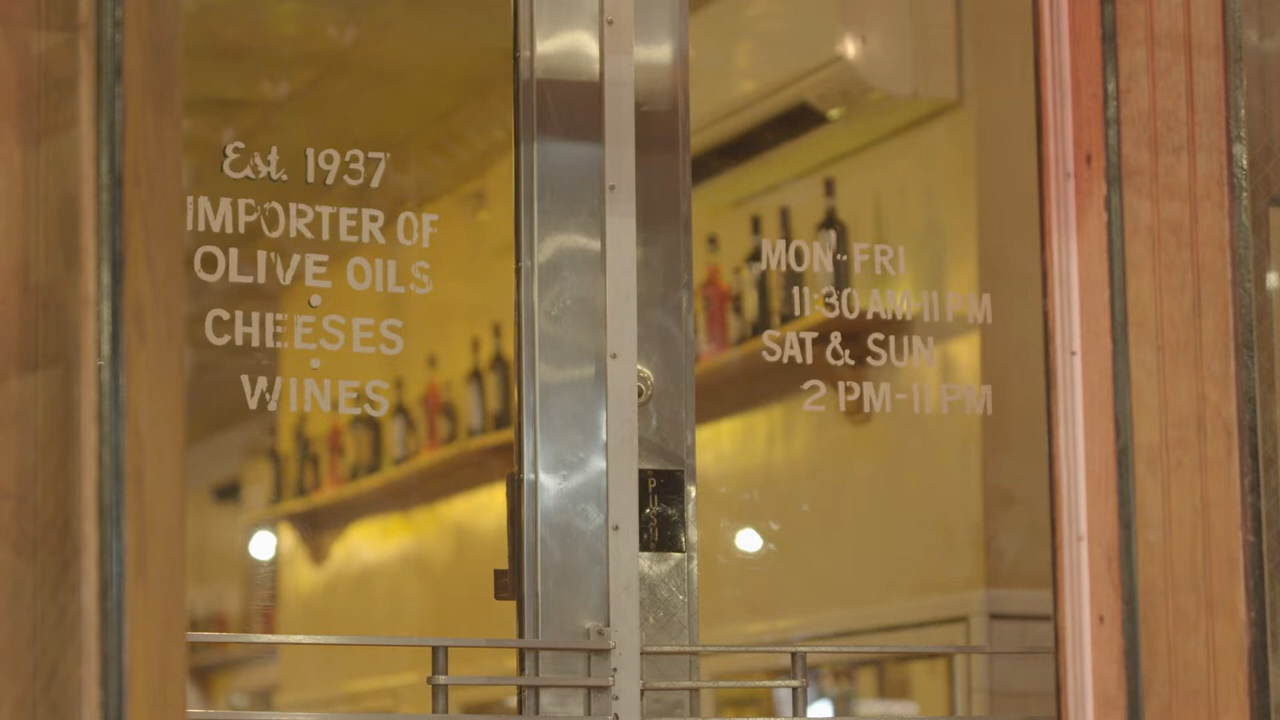 Est. 1937
IMPORTER OF
OLIVE OILS
•
CHEESES
•
WINES
MON-FRI
11:30 AM-11 PM
SAT & SUN
2 PM-11 PM
PUSH